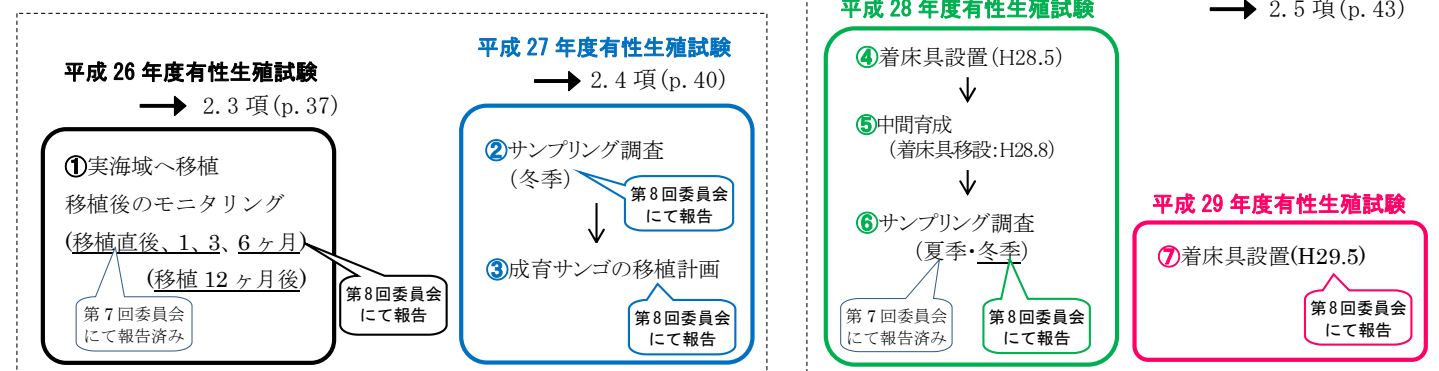 平成 26 年度有性生殖試験
2.3 項(p.37)
①実海域へ移植
移植後のモニタリング
(移植直後、1、3、6 ヶ月)
(移植 12 ヶ月後)
第 7 回委員会
にて報告済み
第8回委員会
にて報告
平成 27 年度有性生殖試験
2.4 項(p.40)
②サンプリング調査
(冬季)
第8回委員会
にて報告
③成育サンゴの移植計画
第8回委員会
にて報告
平成 28 年度有性生殖試験
2.5 項(p.43)
④着床具設置(H28.5)
⑤中間育成
(着床具移設:H28.8)
⑥サンプリング調査
(夏季・冬季)
第 7 回委員会
にて報告済み
第8回委員会
にて報告
平成 29 年度有性生殖試験
⑦着床具設置(H29.5)
第8回委員会
にて報告